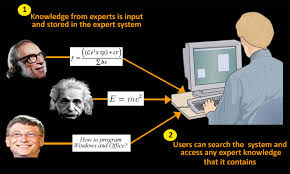 1
Knowledge from experts is input
and stored in the expert system
E = mc²
How to program
Windows and Office?
2
Users can search the system and
access any expert knowledge
that it contains